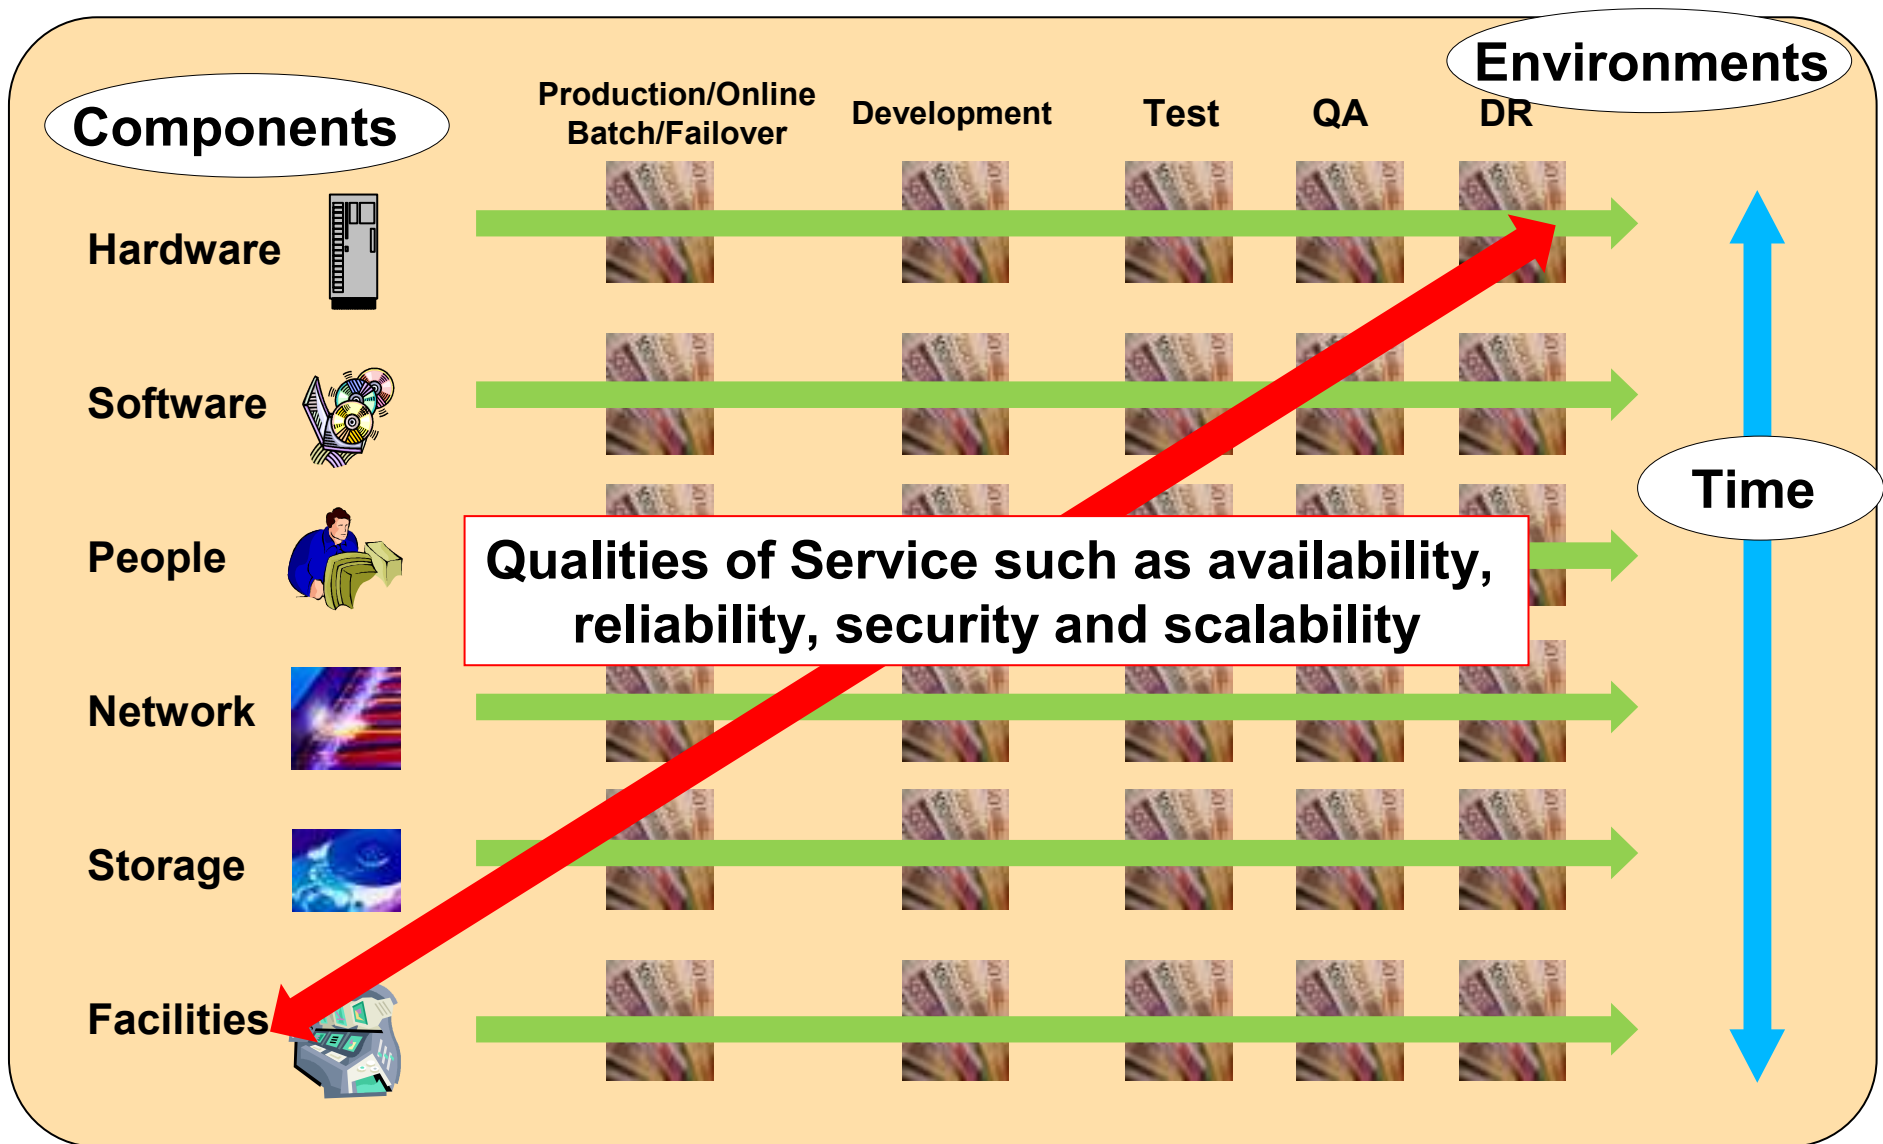 Environments
Components
Production/Online
Batch/Failover
Development
Test
QA
DR
Hardware
Software
Time
People
Qualities of Service such as availability,
reliability, security and scalability
Network
Storage
Facilities